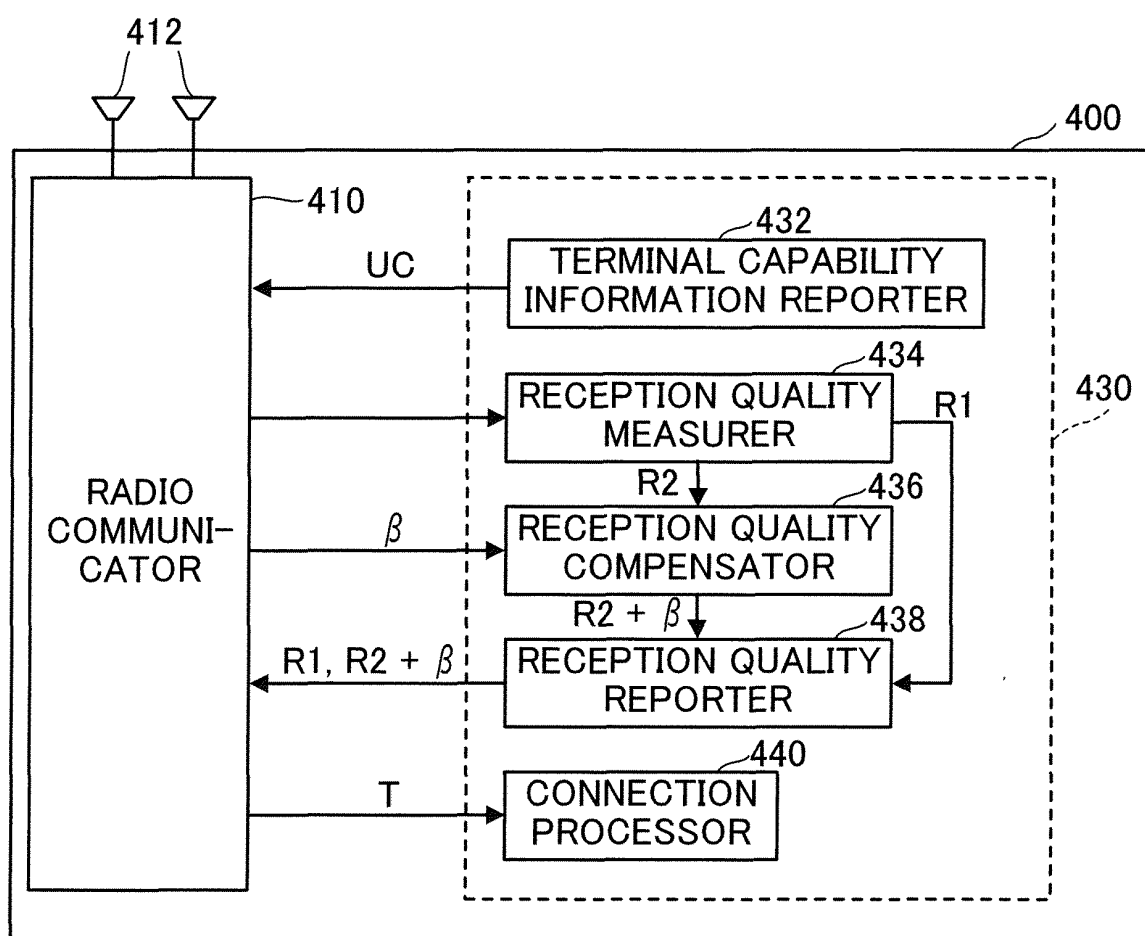 412
400
410
432
TERMINAL CAPABILITY
INFORMATION REPORTER
UC
434
RECEPTION QUALITY
MEASURER
R1
430
R2
436
RADIO
COMMUNI-
CATOR
β
RECEPTION QUALITY
COMPENSATOR
R2 + β
438
R1, R2 + β
RECEPTION QUALITY
REPORTER
440
T
CONNECTION
PROCESSOR